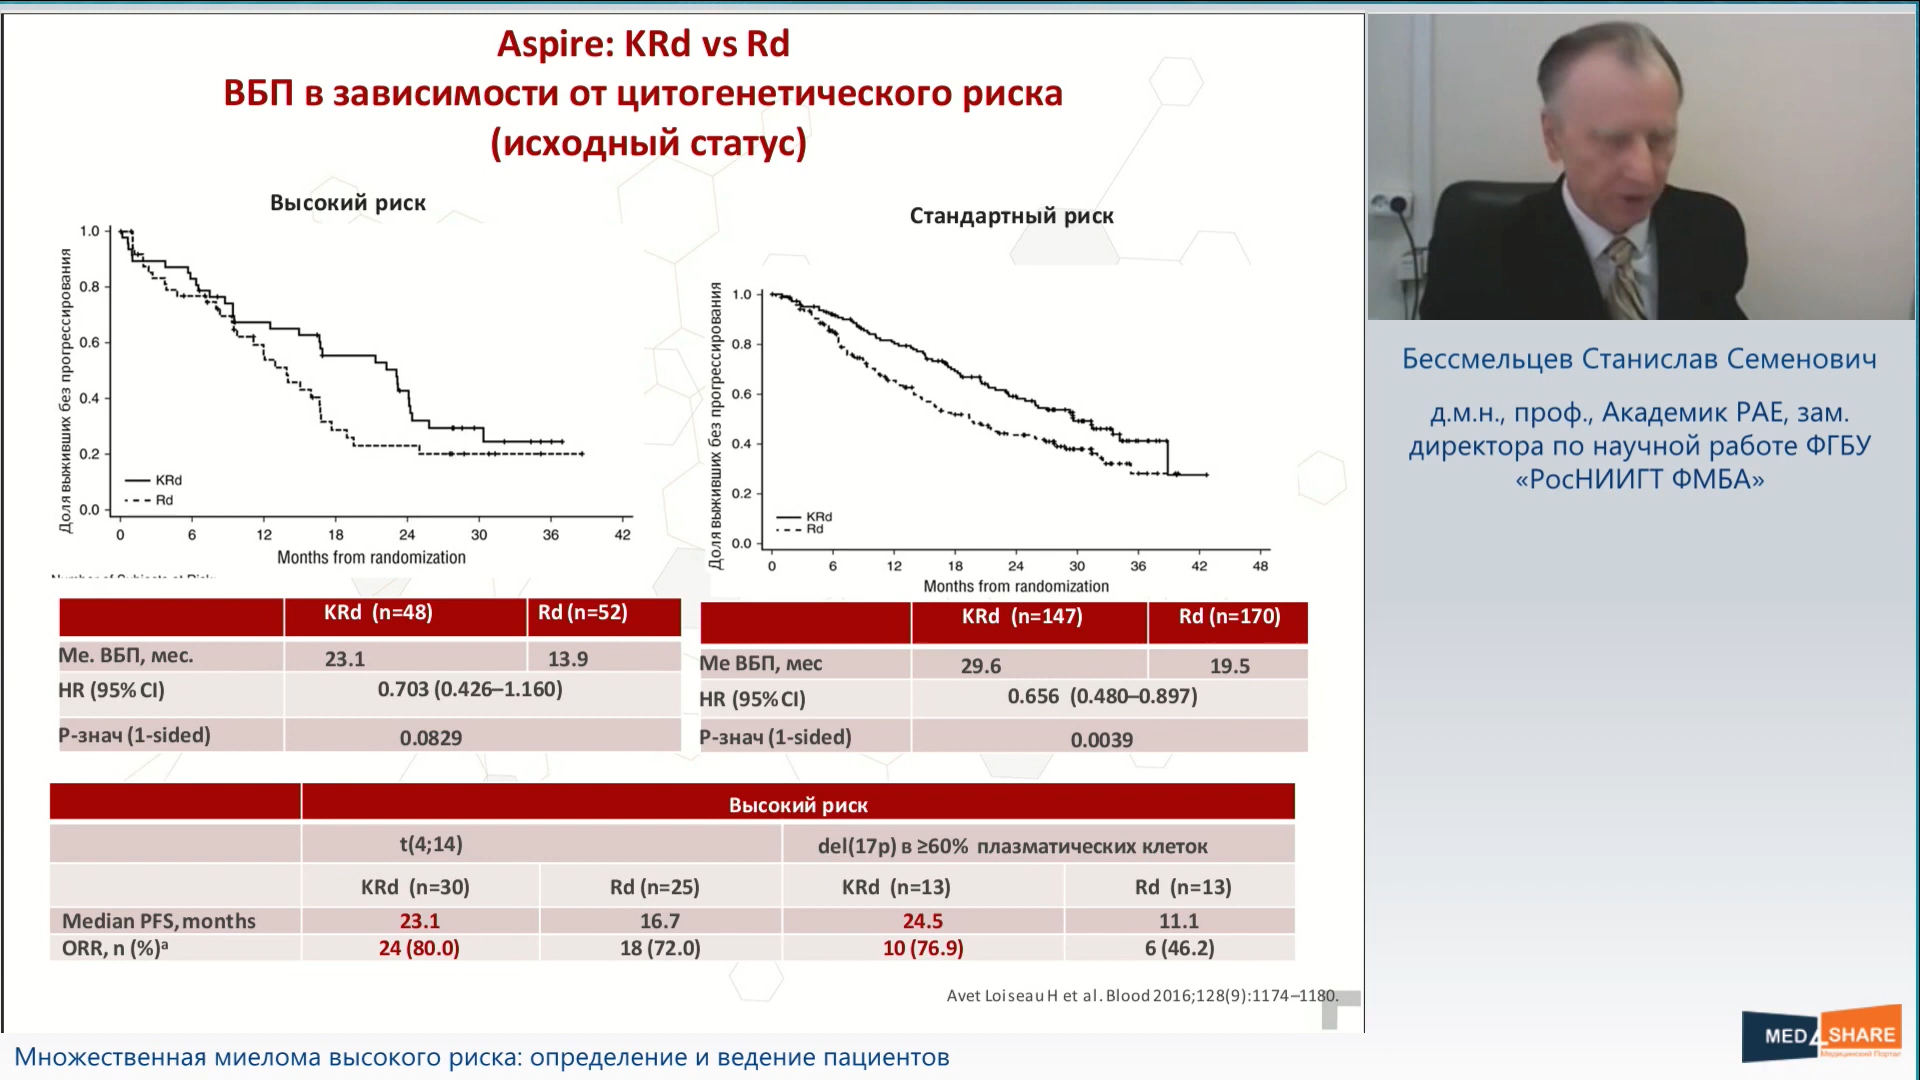 Aspire: KRd vs Rd
ВБП в зависимости от цитогенетического риска
(исходный статус)
Высокий риск
Доля выживших без прогрессирования
1.0
0.8
0.6
0.4
0.2
0.0
KRd
Rd
0 6 12 18 24 30 36 42
Months from randomization
Number of Subjects at Risk
Стандартный риск
Доля выживших без прогрессирования
1.0
0.8
0.6
0.4
0.2
0.0
KRd
Rd
0 6 12 18 24 30 36 42 48
Months from randomization
KRd (n=48) Rd (n=52)
Ме. ВБП, мес. 23.1 13.9
HR (95% CI) 0.703 (0.426–1.160)
P-знач (1-sided) 0.0829
KRd (n=147) Rd (n=170)
Ме ВБП, мес 29.6 19.5
HR (95% CI) 0.656 (0.480–0.897)
P-знач (1-sided) 0.0039
Высокий риск
t(4;14) del(17p) в ≥60% плазматических клеток
KRd (n=30) Rd (n=25) KRd (n=13) Rd (n=13)
Median PFS, months 23.1 16.7 24.5 11.1
ORR, n (%)ᵃ 24 (80.0) 18 (72.0) 10 (76.9) 6 (46.2)
Avet Loiseau H et al. Blood 2016;128(9):1174–1180.
Бессмельцев Станислав Семенович
д.м.н., проф., Академик РАЕ, зам.
директора по научной работе ФГБУ
«РосНИИГТ ФМБА»
MED4SHARE
Медицинский Портал
Множественная миелома высокого риска: определение и ведение пациентов